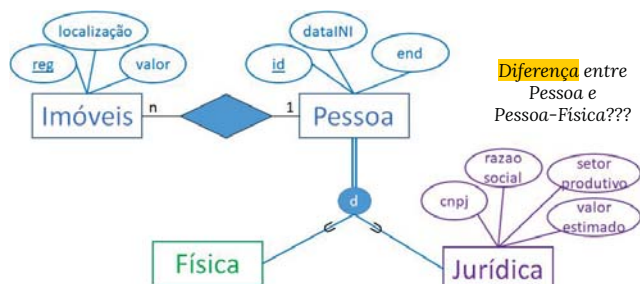 localização
reg
valor
Imóveis
n
1
dataINI
id
end
Pessoa
Diferença entre
Pessoa e
Pessoa-Física???
d
razao
social
setor
produtivo
cnpj
valor
estimado
Física
Jurídica